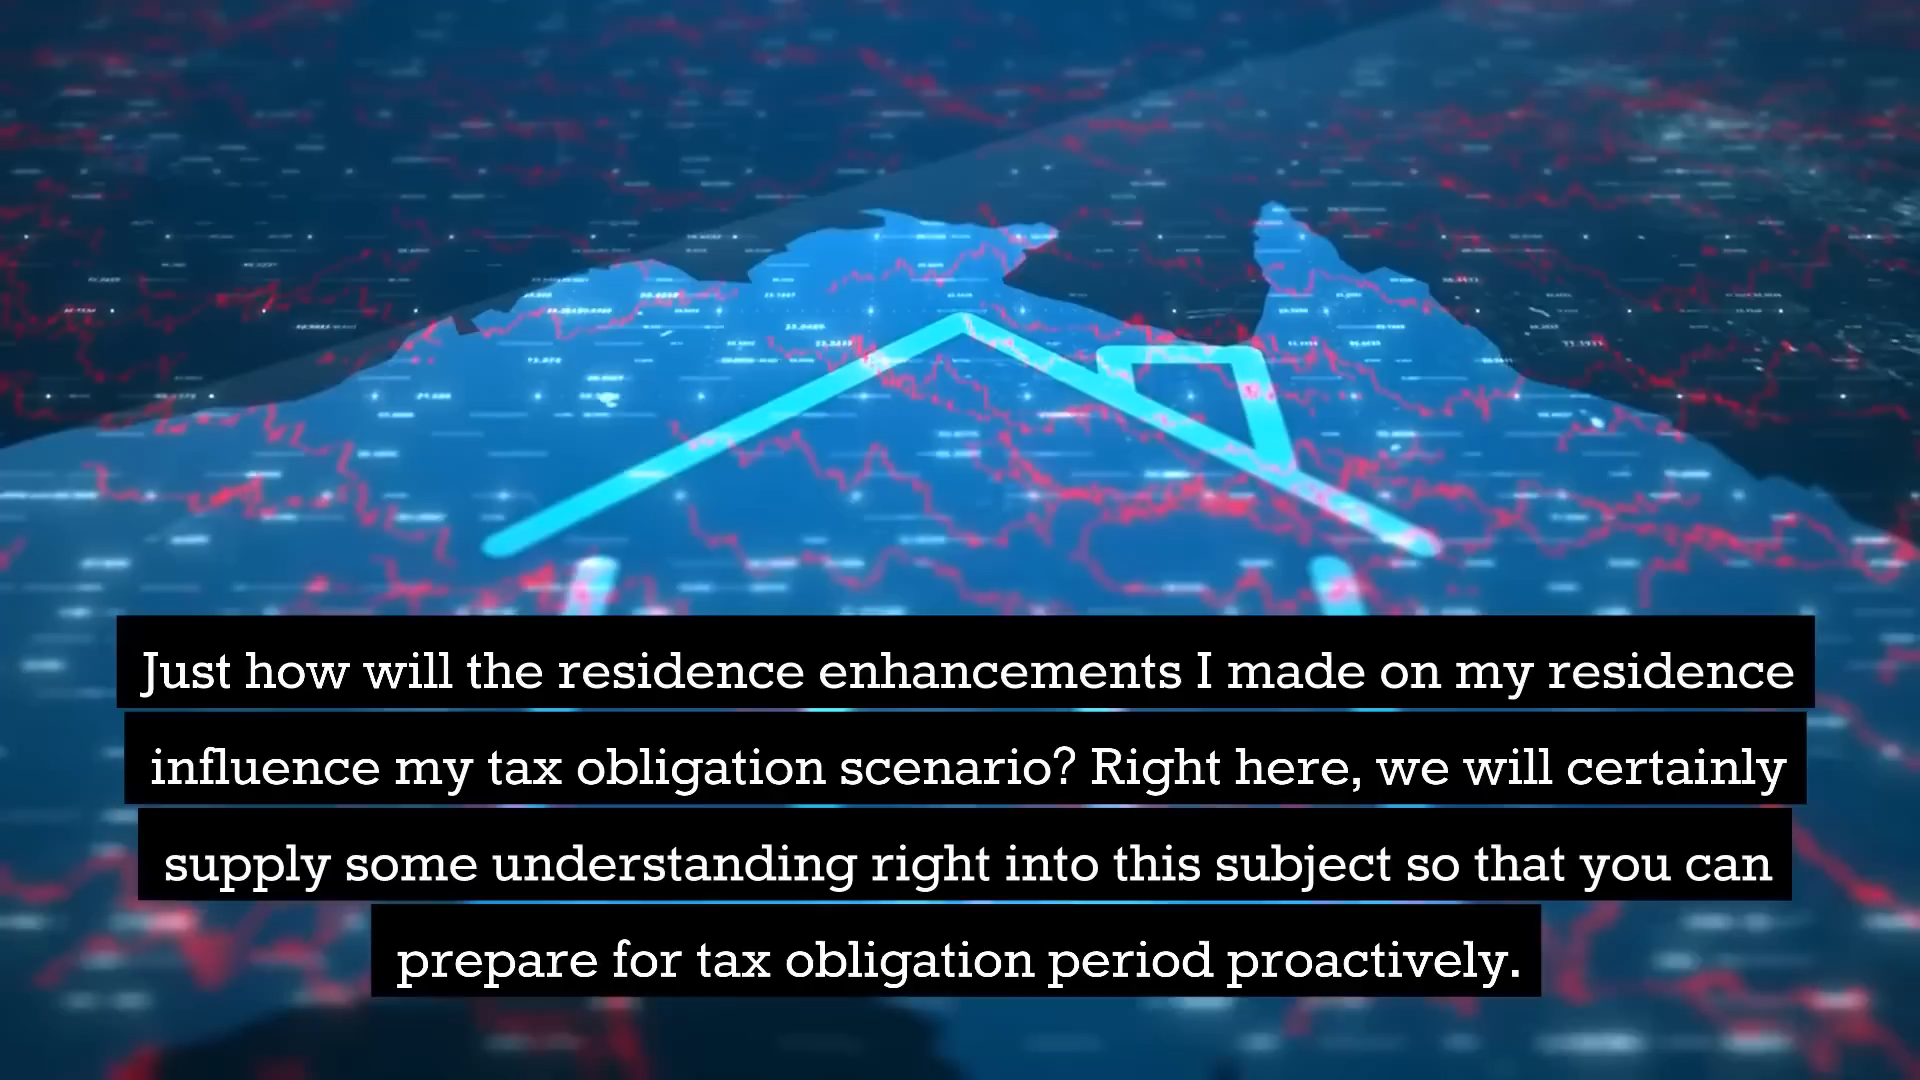 Just how will the residence enhancements I made on my residence
influence my tax obligation scenario? Right here, we will certainly
supply some understanding right into this subject so that you can
prepare for tax obligation period proactively.